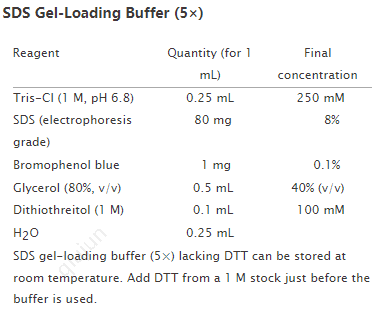 SDS Gel-Loading Buffer (5×)
Reagent Quantity (for 1 mL) Final concentration
Tris-Cl (1 M, pH 6.8) 0.25 mL 250 mM
SDS (electrophoresis grade) 80 mg 8%
Bromophenol blue 1 mg 0.1%
Glycerol (80%, v/v) 0.5 mL 40% (v/v)
Dithiothreitol (1 M) 0.1 mL 100 mM
H2O 0.25 mL
SDS gel-loading buffer (5×) lacking DTT can be stored at
room temperature. Add DTT from a 1 M stock just before the
buffer is used.